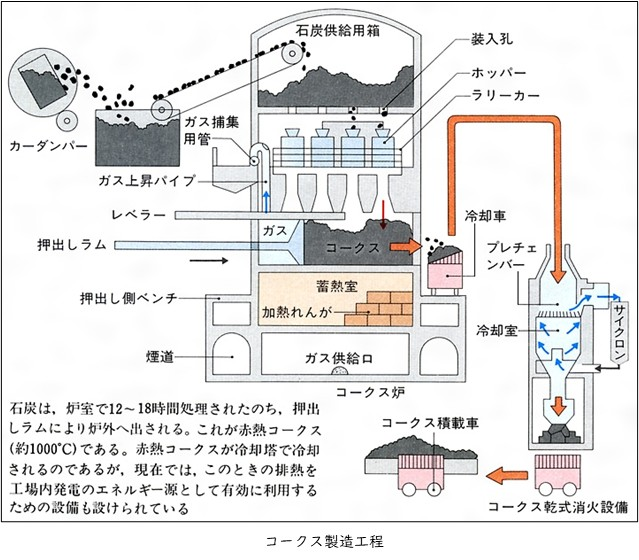 石炭供給用箱
装入孔
ホッパー
ラリーカー
カーダンパー
ガス捕集
用管
ガス上昇パイプ
レベラー
ガス
コークス
押出しラム
冷却車
プレチェ
ンバー
サイクロン
冷却室
蓄熱室
加熱れんが
押出し側ベンチ
煙道
ガス供給口
コークス炉
石炭は，炉室で12～18時間処理されたのち，押出
しラムにより炉外へ出される。これが赤熱コークス
(約1000℃)である。赤熱コークスが冷却塔で冷却
されるのであるが，現在では，このときの排熱を
工場内発電のエネルギー源として有効に利用する
ための設備も設けられている
コークス積載車
コークス乾式消火設備
コークス製造工程